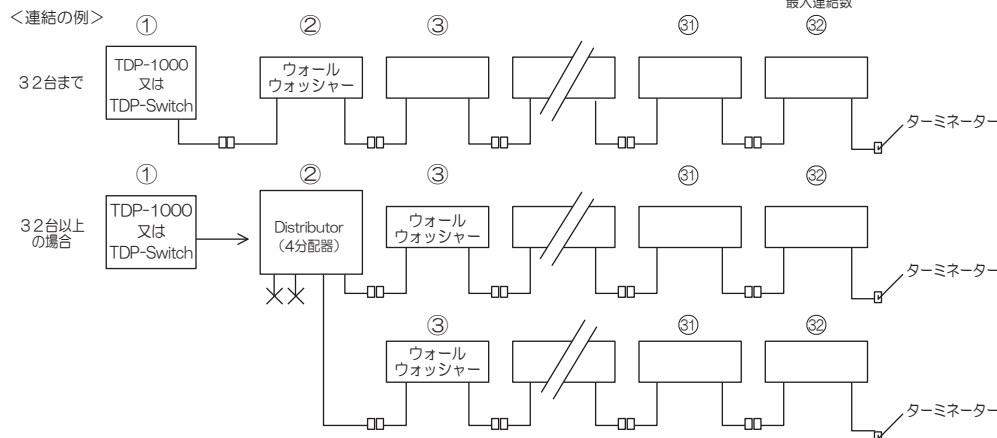 最大連結数
＜連結の例＞
① ② ③ ㉛ ㉜
32台まで
TDP-1000
又は
TDP-Switch
ウォール
ウォッシャー
ターミネーター
① ② ③ ㉛ ㉜
32台以上
の場合
TDP-1000
又は
TDP-Switch
Distributor
（4分配器）
ウォール
ウォッシャー
ターミネーター
③ ㉛ ㉜
ウォール
ウォッシャー
ターミネーター